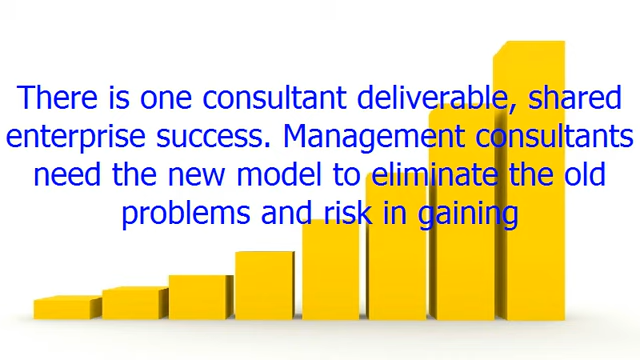 There is one consultant deliverable, shared
enterprise success. Management consultants
need the new model to eliminate the old
problems and risk in gaining